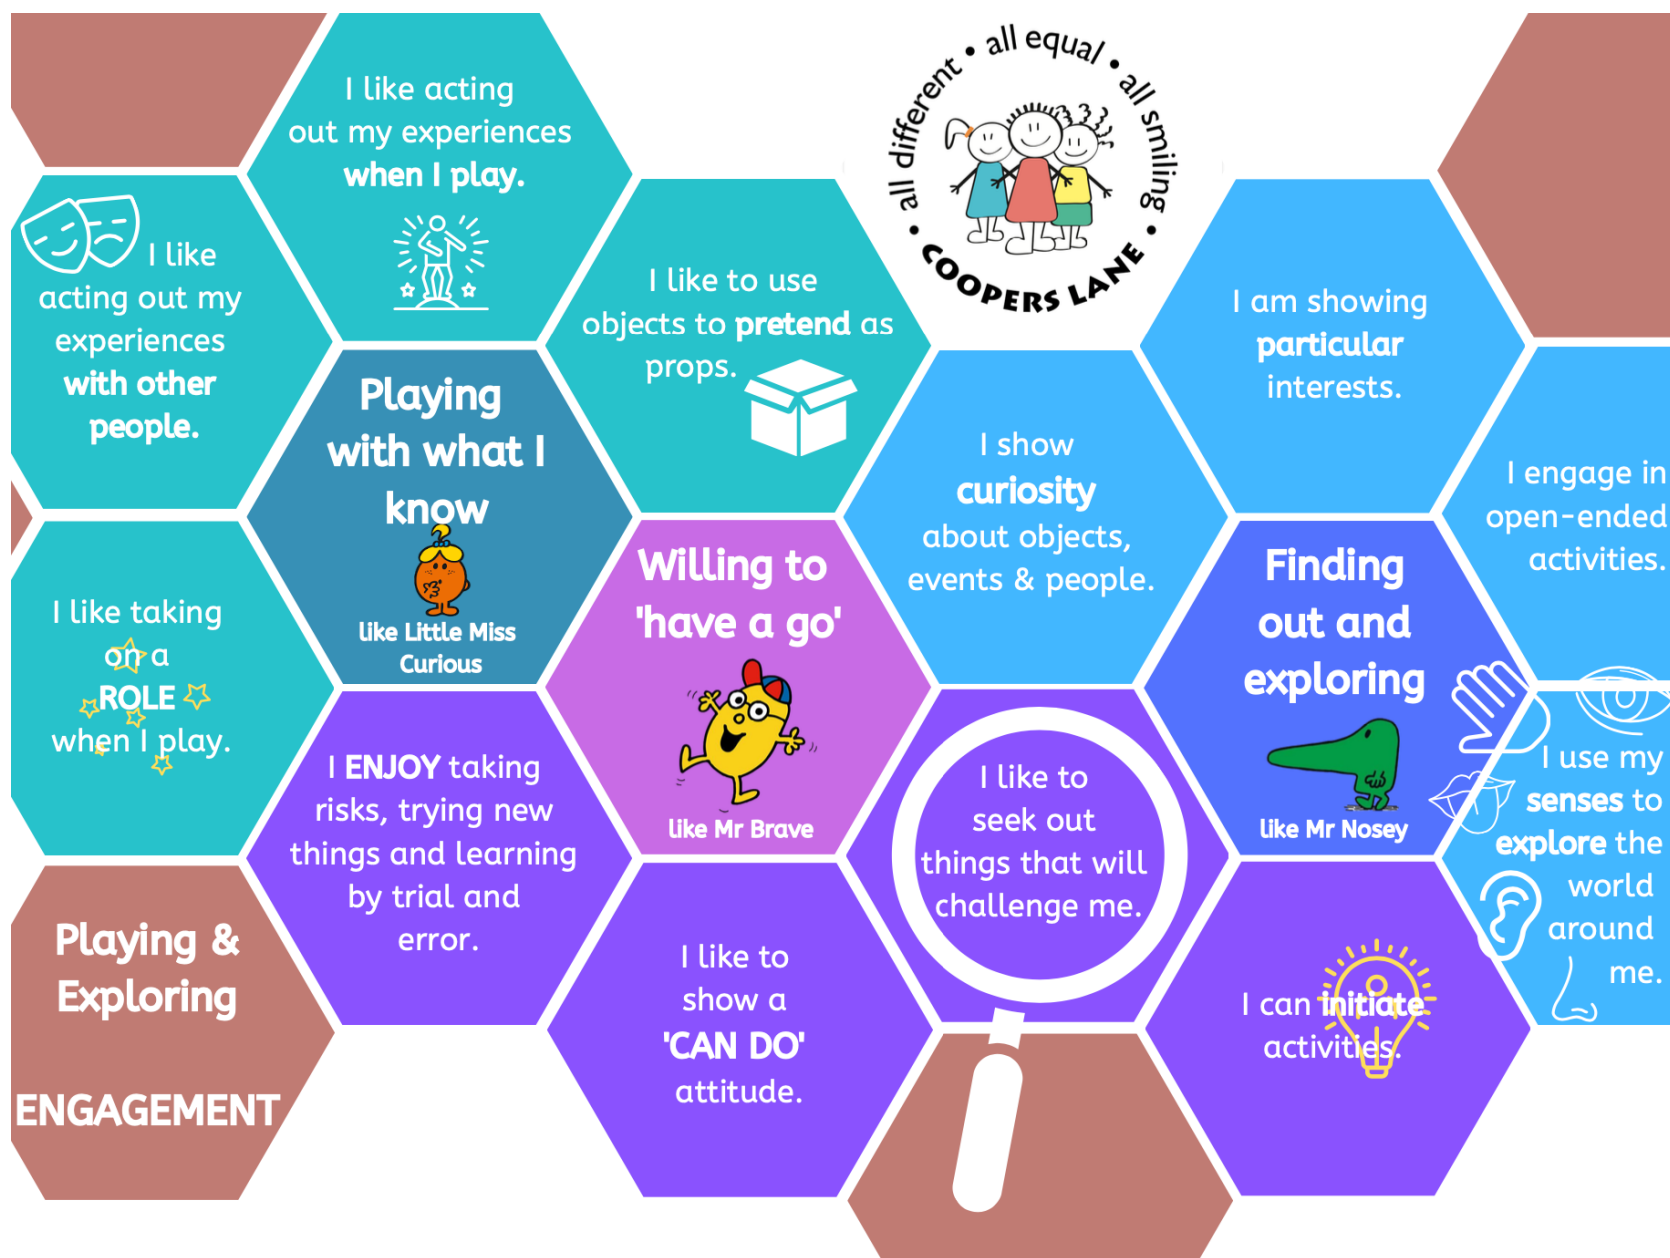 I like acting
out my experiences
when I play.
• all different • all equal • all smiling •
COOPERS LANE
I like
acting out my
experiences
with other
people.
I like to use
objects to pretend as
props.
I am showing
particular
interests.
Playing
with what I
know
like Little Miss
Curious
I show
curiosity
about objects,
events & people.
I engage in
open-ended
activities.
I like taking
on a
ROLE
when I play.
Willing to
'have a go'
like Mr Brave
Finding
out and
exploring
like Mr Nosey
I ENJOY taking
risks, trying new
things and learning
by trial and
error.
I like to
seek out
things that will
challenge me.
I use my
senses to
explore the
world
around
me.
Playing &
Exploring
ENGAGEMENT
I like to
show a
'CAN DO'
attitude.
I can initiate
activities.